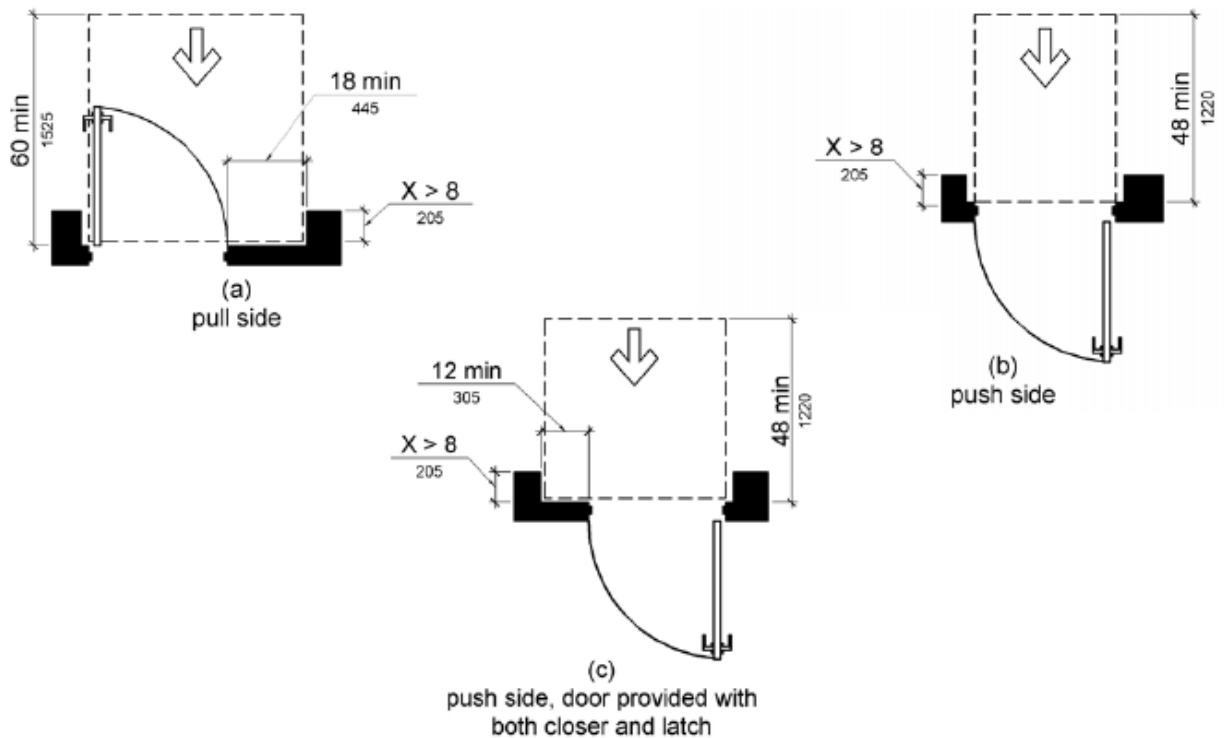 60 min
1525
18 min
445
X > 8
205
(a)
pull side
48 min
1220
X > 8
205
(b)
push side
12 min
305
X > 8
205
48 min
1220
(c)
push side, door provided with
both closer and latch